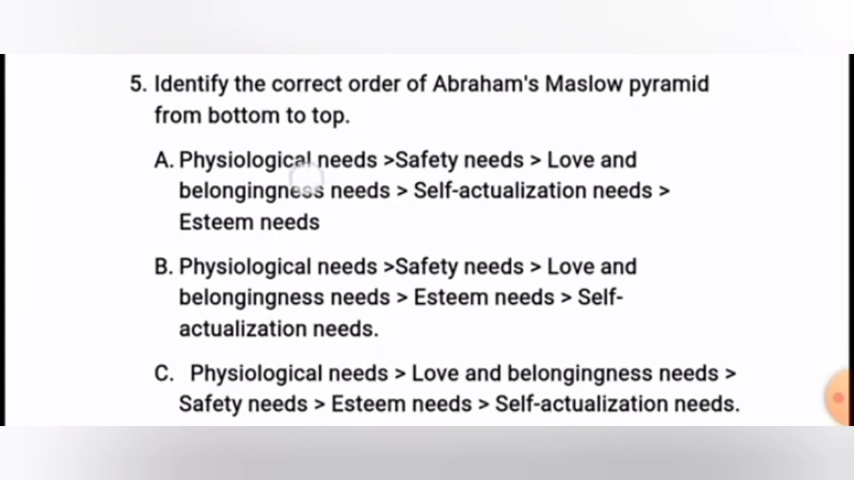 5. Identify the correct order of Abraham's Maslow pyramid
from bottom to top.
A. Physiological needs >Safety needs > Love and
belongingness needs > Self-actualization needs >
Esteem needs
B. Physiological needs >Safety needs > Love and
belongingness needs > Esteem needs > Self-
actualization needs.
C. Physiological needs > Love and belongingness needs >
Safety needs > Esteem needs > Self-actualization needs.